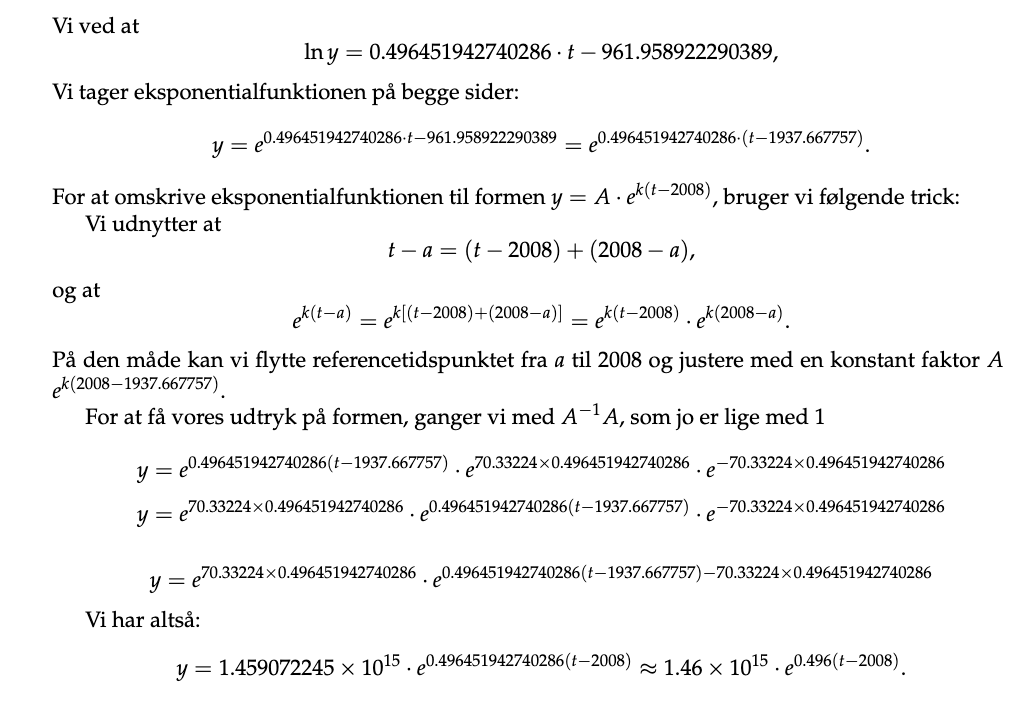 Vi ved at
ln y = 0.496451942740286 · t − 961.958922290389,
Vi tager eksponentialfunktionen på begge sider:
y = e^{0.496451942740286·t−961.958922290389} = e^{0.496451942740286·(t−1937.667757)}.
For at omskrive eksponentialfunktionen til formen y = A · e^{k(t−2008)}, bruger vi følgende trick:
Vi udnytter at
t − a = (t − 2008) + (2008 − a),
og at
e^{k(t−a)} = e^{k[(t−2008)+(2008−a)]} = e^{k(t−2008)} · e^{k(2008−a)}.
På den måde kan vi flytte referencetidspunktet fra a til 2008 og justere med en konstant faktor A
e^{k(2008−1937.667757)}.
For at få vores udtryk på formen, ganger vi med A^{−1}A, som jo er lige med 1
y = e^{0.496451942740286(t−1937.667757)} · e^{70.33224×0.496451942740286} · e^{−70.33224×0.496451942740286}
y = e^{70.33224×0.496451942740286} · e^{0.496451942740286(t−1937.667757)} · e^{−70.33224×0.496451942740286}
y = e^{70.33224×0.496451942740286} · e^{0.496451942740286(t−1937.667757)−70.33224×0.496451942740286}
Vi har altså:
y = 1.459072245 × 10^{15} · e^{0.496451942740286(t−2008)} ≈ 1.46 × 10^{15} · e^{0.496(t−2008)}.